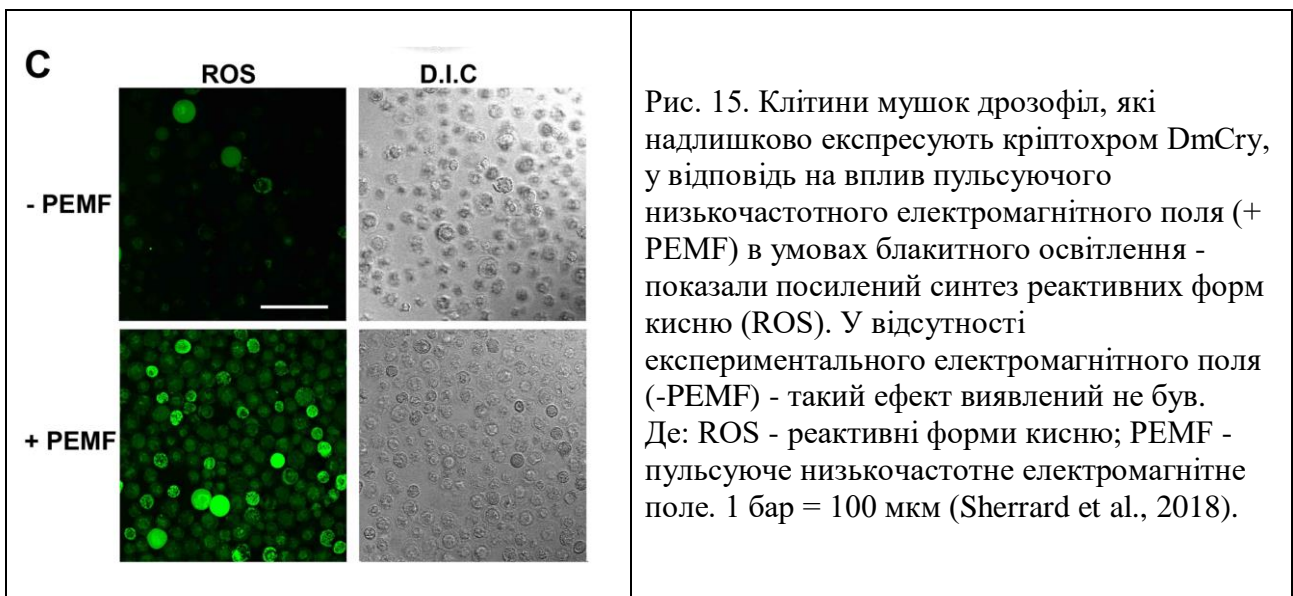 C
ROS
D.I.C
- PEMF
+ PEMF
Рис. 15. Клітини мушок дрозофіл, які
надлишково експресують кріптохром DmCry,
у відповідь на вплив пульсуючого
низькочастотного електромагнітного поля (+
PEMF) в умовах блакитного освітлення -
показали посилений синтез реактивних форм
кисню (ROS). У відсутності
експериментального електромагнітного поля
(-PEMF) - такий ефект виявлений не був.
Де: ROS - реактивні форми кисню; PEMF -
пульсуюче низькочастотне електромагнітне
поле. 1 бар = 100 мкм (Sherrard et al., 2018).